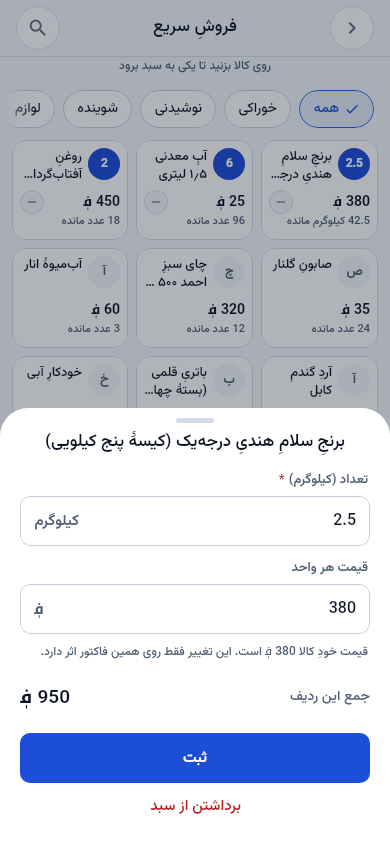 فروشِ سریع
روی کالا بزنید تا یکی به سبد برود
همه
خوراکی
نوشیدنی
شوینده
لوازم
2.5
برنجِ سلامِ هندیِ درج…
380 ؋
42.5 کیلوگرم مانده
6
آبِ معدنی ۱٫۵ لیتری
25 ؋
96 عدد مانده
2
روغنِ آفتاب‌گردا…
450 ؋
18 عدد مانده
ص
صابونِ گلنار
35 ؋
24 عدد مانده
چ
چای سبزِ احمد ۵۰۰ …
320 ؋
12 عدد مانده
آ
آب‌میوهٔ انار
60 ؋
3 عدد مانده
آ
آردِ گندمِ کابل
ب
باتریِ قلمی (بستهٔ چها…
خ
خودکارِ آبی
برنجِ سلامِ هندیِ درجه‌یک (کیسهٔ پنج کیلویی)
تعداد (کیلوگرم) *
2.5 کیلوگرم
قیمت هر واحد
380 ؋
قیمت خودِ کالا 380 ؋ است. این تغییر فقط روی همین فاکتور اثر دارد.
جمع این ردیف
950 ؋
ثبت
برداشتن از سبد